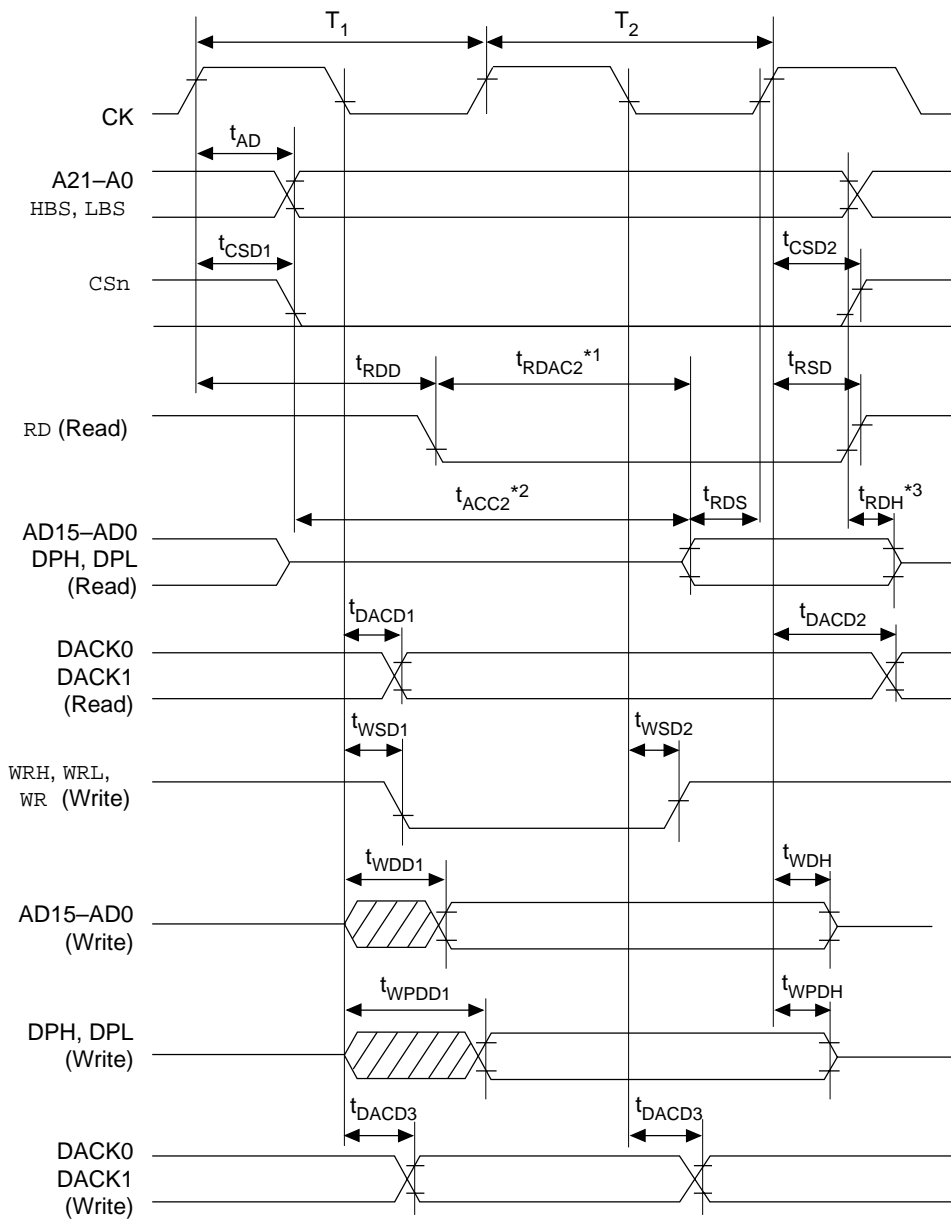 T1 T2
CK
tAD
A21–A0
HBS, LBS
tCSD1 tCSD2
CSn
tRDD tRDAC2*1 tRSD
RD (Read)
tACC2*2 tRDS tRDH*3
AD15–AD0
DPH, DPL
(Read)
tDACD1 tDACD2
DACK0
DACK1
(Read)
tWSD1 tWSD2
WRH, WRL,
WR (Write)
tWDD1 tWDH
AD15–AD0
(Write)
tWPDD1 tWPDH
DPH, DPL
(Write)
tDACD3 tDACD3
DACK0
DACK1
(Write)